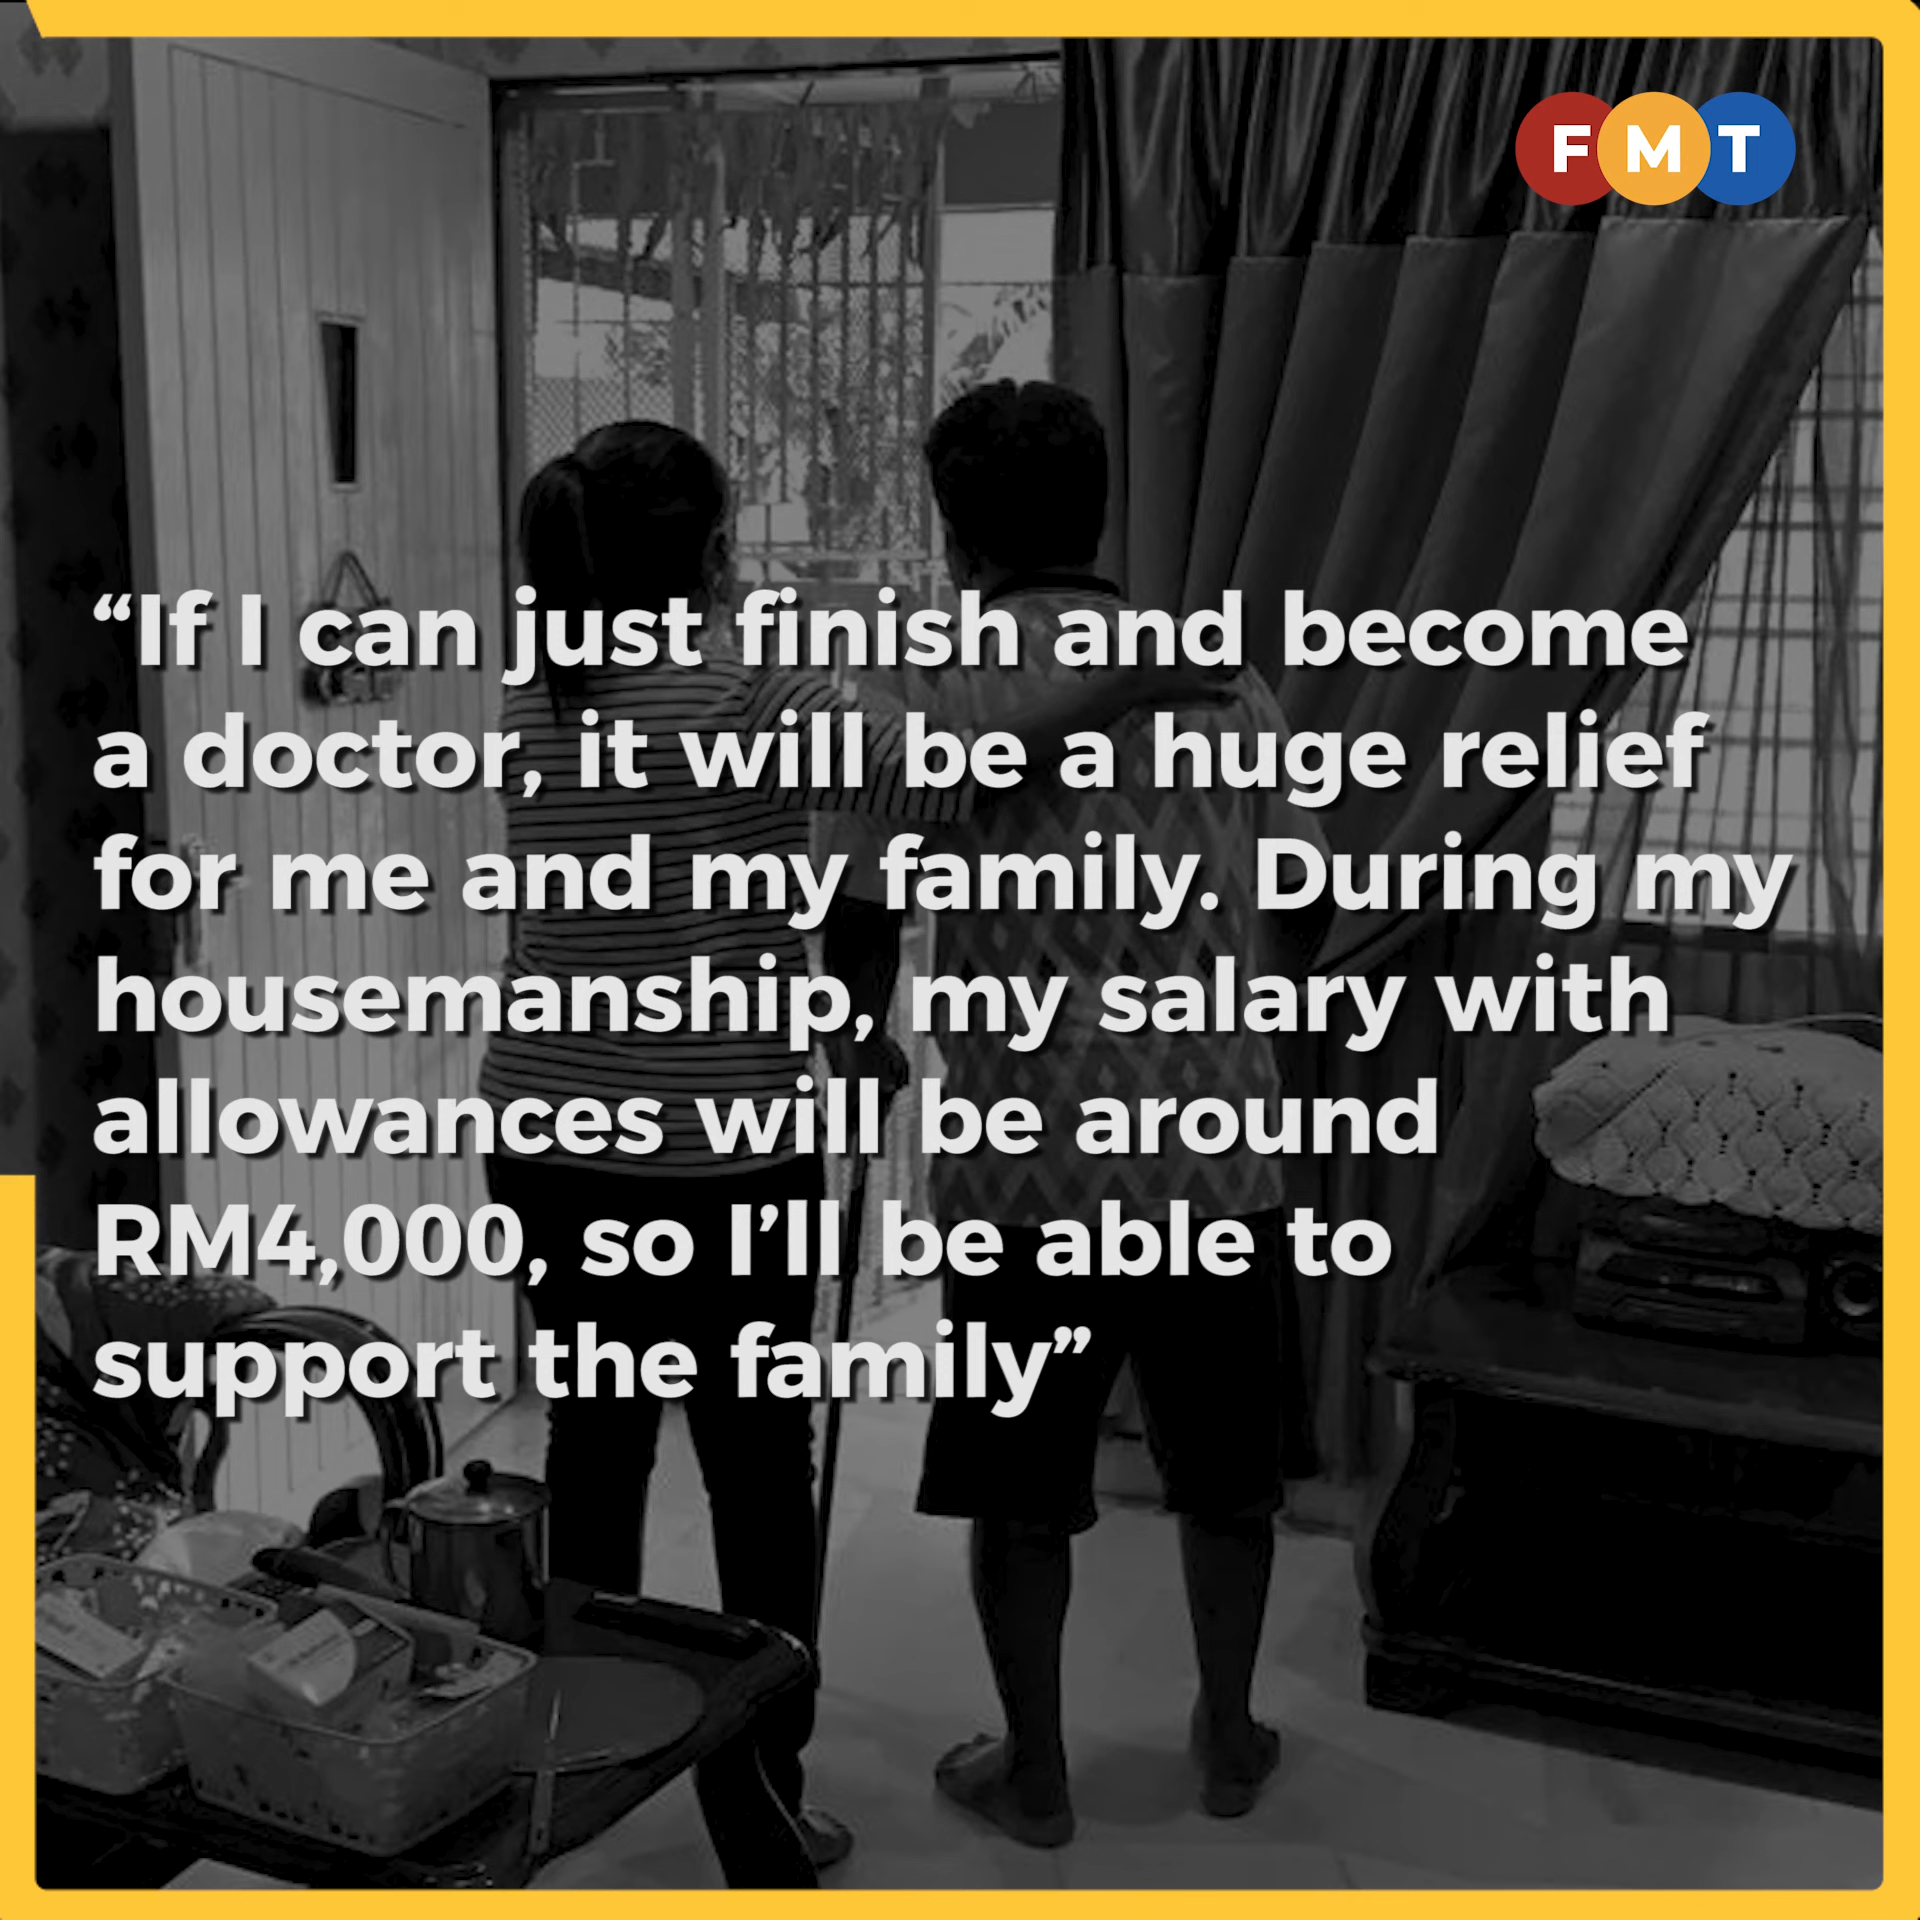 FMT
“If I can just finish and become
a doctor, it will be a huge relief
for me and my family. During my
housemanship, my salary with
allowances will be around
RM4,000, so I’ll be able to
support the family”